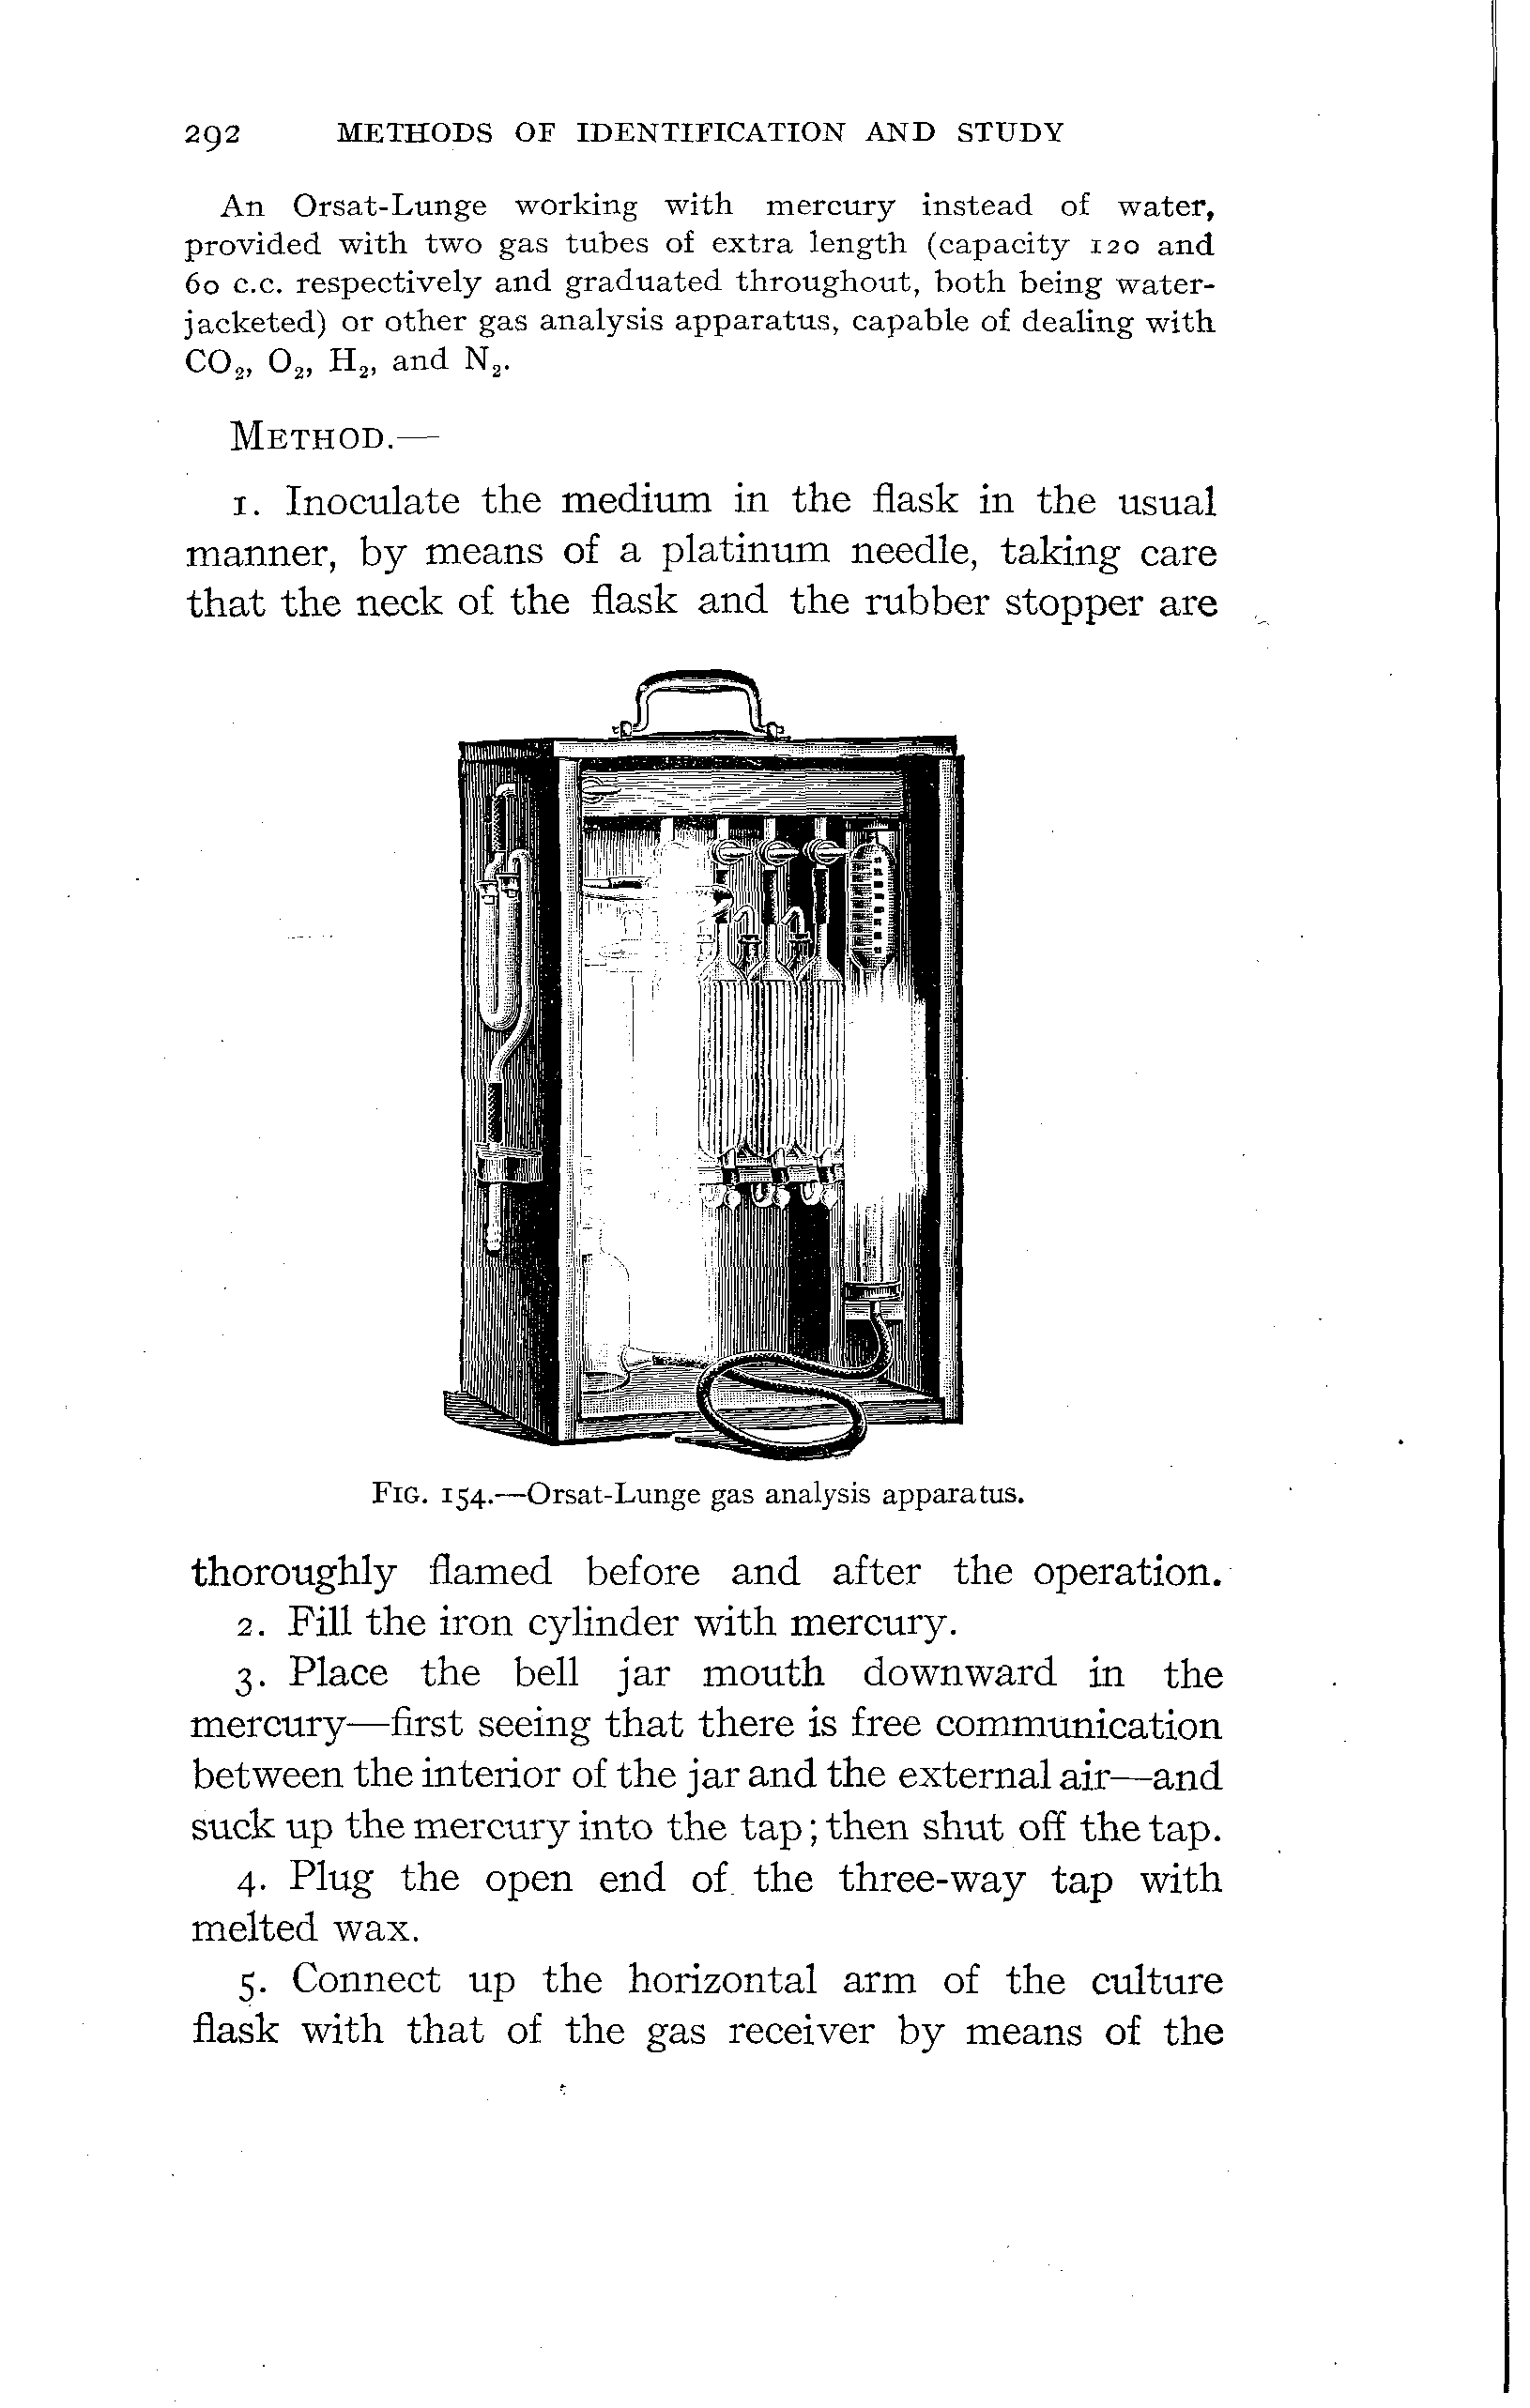 292 METHODS OF IDENTIFICATION AND STUDY
An Orsat-Lunge working with mercury instead of water,
provided with two gas tubes of extra length (capacity 120 and
60 c.c. respectively and graduated throughout, both being water-
jacketed) or other gas analysis apparatus, capable of dealing with
CO₂, O₂, H₂, and N₂.
METHOD.—
1. Inoculate the medium in the flask in the usual
manner, by means of a platinum needle, taking care
that the neck of the flask and the rubber stopper are
FIG. 154.—Orsat-Lunge gas analysis apparatus.
thoroughly flamed before and after the operation.
2. Fill the iron cylinder with mercury.
3. Place the bell jar mouth downward in the
mercury—first seeing that there is free communication
between the interior of the jar and the external air—and
suck up the mercury into the tap; then shut off the tap.
4. Plug the open end of the three-way tap with
melted wax.
5. Connect up the horizontal arm of the culture
flask with that of the gas receiver by means of the